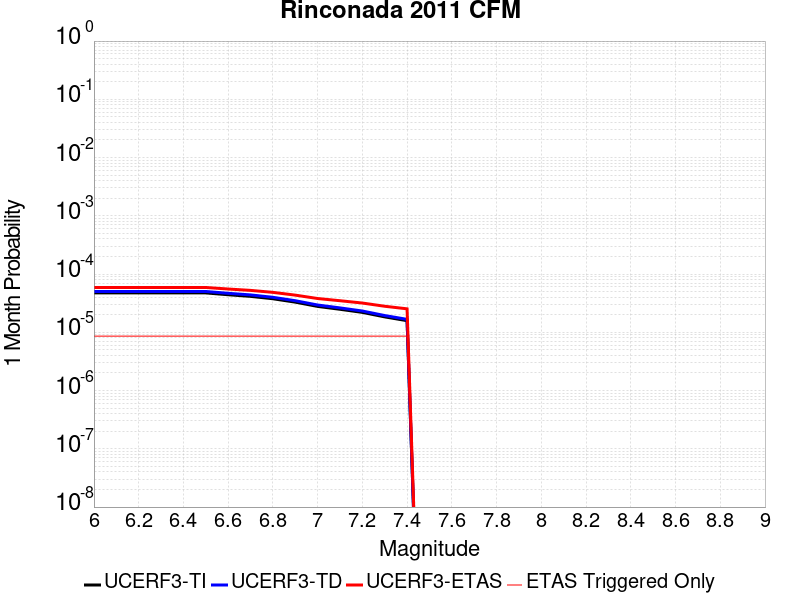 Rinconada 2011 CFM
10^0
10^-1
10^-2
10^-3
10^-4
10^-5
10^-6
10^-7
10^-8
1 Month Probability
6 6.2 6.4 6.6 6.8 7 7.2 7.4 7.6 7.8 8 8.2 8.4 8.6 8.8 9
Magnitude
UCERF3-TI UCERF3-TD UCERF3-ETAS ETAS Triggered Only